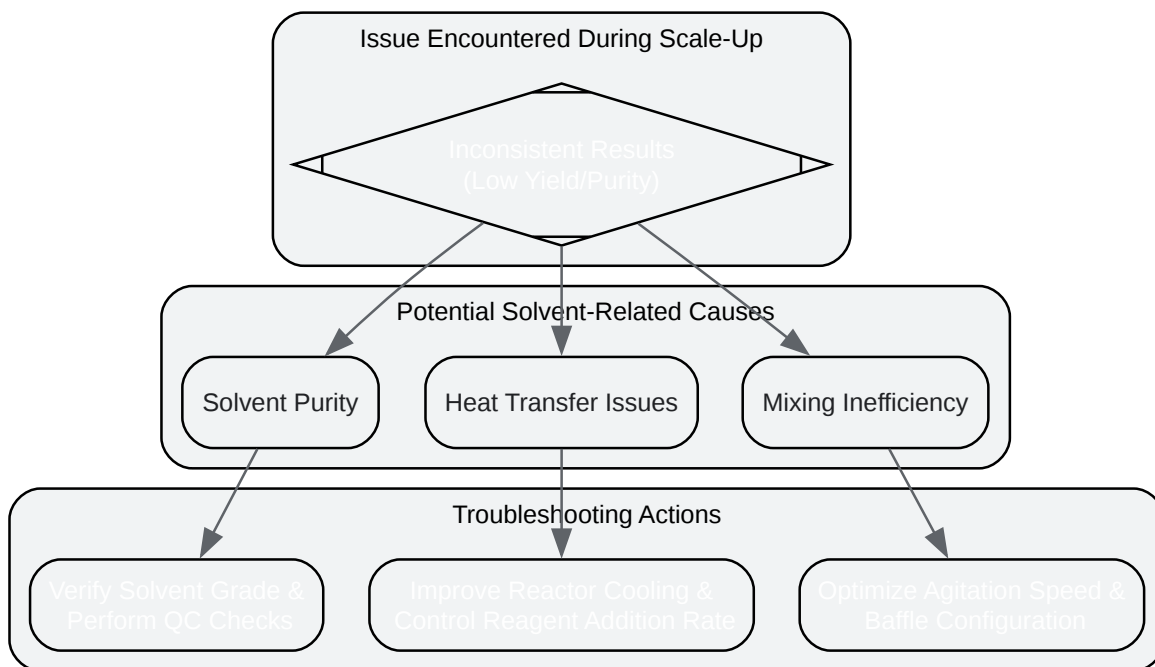 Issue Encountered During Scale-Up
Inconsistent Results
(Low Yield/Purity)
Potential Solvent-Related Causes
Solvent Purity
Heat Transfer Issues
Mixing Inefficiency
Troubleshooting Actions
Verify Solvent Grade &
Perform QC Checks
Improve Reactor Cooling &
Control Reagent Addition Rate
Optimize Agitation Speed &
Baffle Configuration